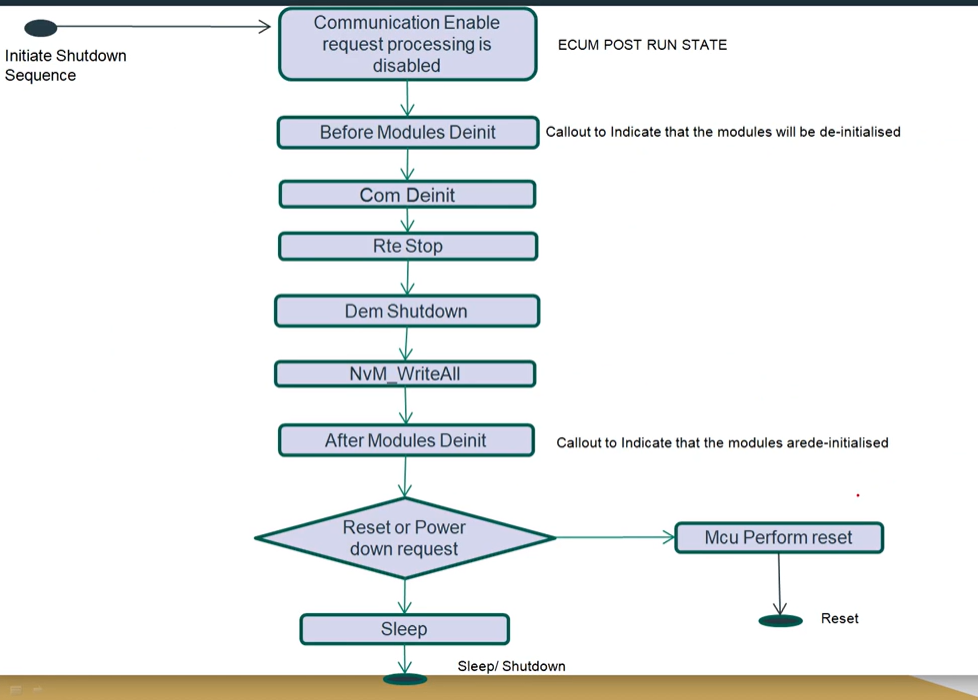 Initiate Shutdown
Sequence
Communication Enable
request processing is
disabled
ECUM POST RUN STATE
Before Modules Deinit
Callout to Indicate that the modules will be de-initialised
Com Deinit
Rte Stop
Dem Shutdown
NvM_WriteAll
After Modules Deinit
Callout to Indicate that the modules arede-initialised
Reset or Power
down request
Mcu Perform reset
Reset
Sleep
Sleep/ Shutdown